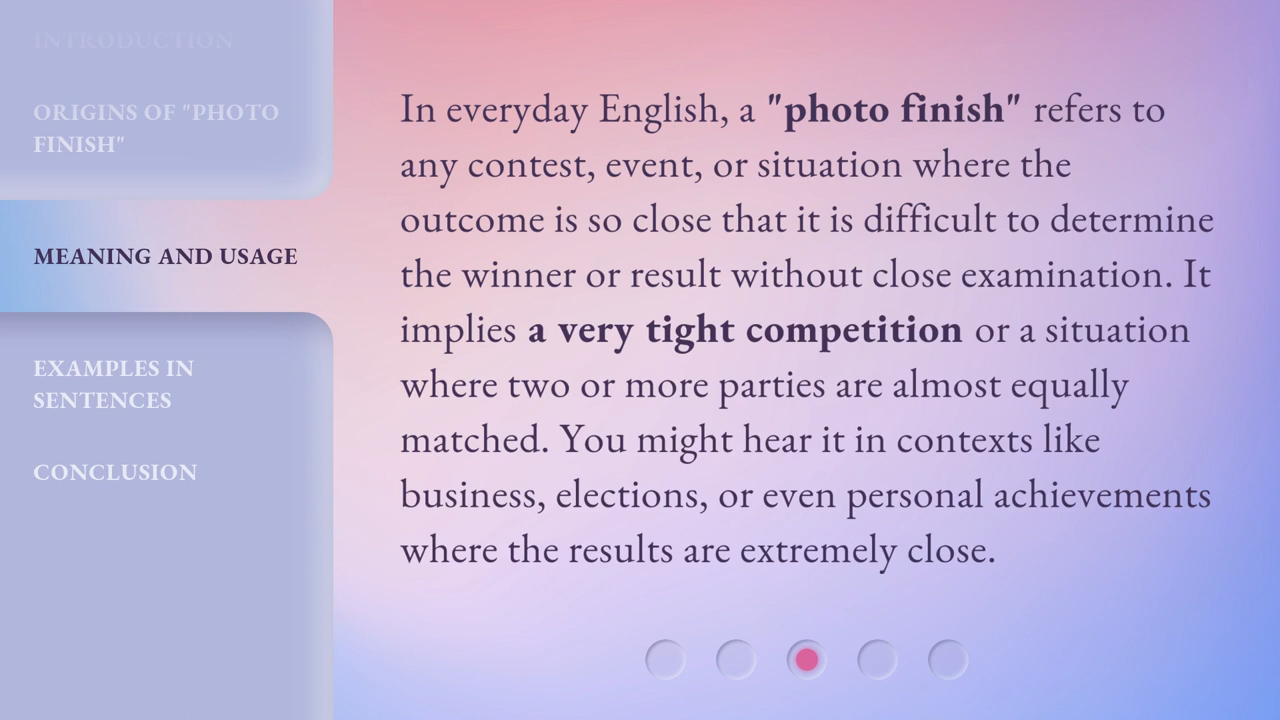 INTRODUCTION
ORIGINS OF "PHOTO
FINISH"
MEANING AND USAGE
EXAMPLES IN
SENTENCES
CONCLUSION
In everyday English, a "photo finish" refers to
any contest, event, or situation where the
outcome is so close that it is difficult to determine
the winner or result without close examination. It
implies a very tight competition or a situation
where two or more parties are almost equally
matched. You might hear it in contexts like
business, elections, or even personal achievements
where the results are extremely close.